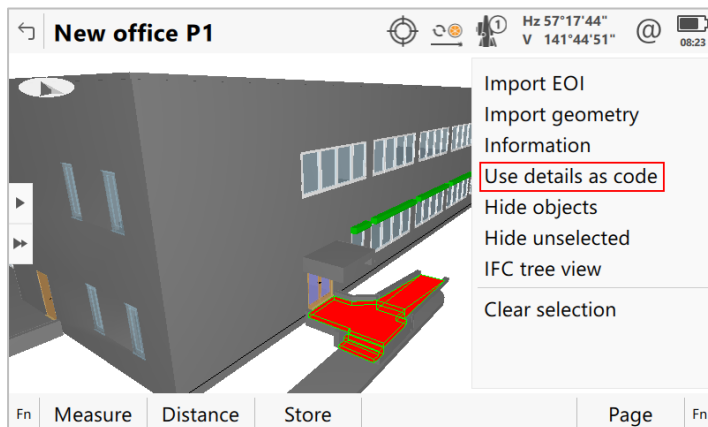 New office P1
1
Hz 57°17'44"
V 141°44'51"
@
08:23
Import EOI
Import geometry
Information
Use details as code
Hide objects
Hide unselected
IFC tree view
Clear selection
Fn Measure Distance Store Page Fn